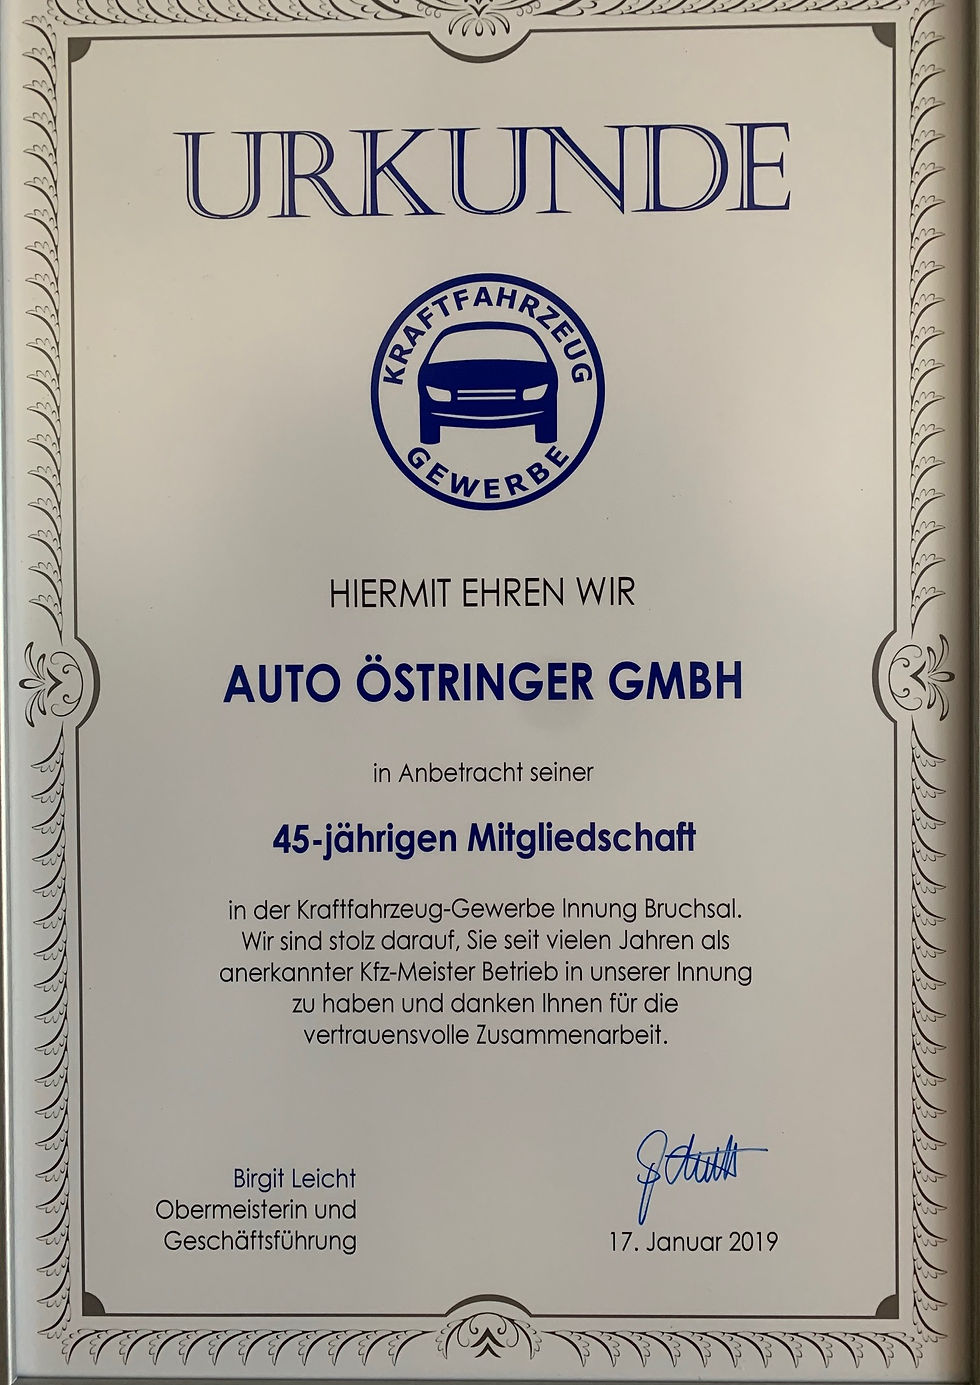 URKUNDE
KRAFTFAHRZEUG
GEWERBE
HIERMIT EHREN WIR
AUTO ÖSTRINGER GMBH
in Anbetracht seiner
45-jährigen Mitgliedschaft
in der Kraftfahrzeug-Gewerbe Innung Bruchsal.
Wir sind stolz darauf, Sie seit vielen Jahren als
anerkannter Kfz-Meister Betrieb in unserer Innung
zu haben und danken Ihnen für die
vertrauensvolle Zusammenarbeit.
Birgit Leicht
Obermeisterin und
Geschäftsführung
17. Januar 2019